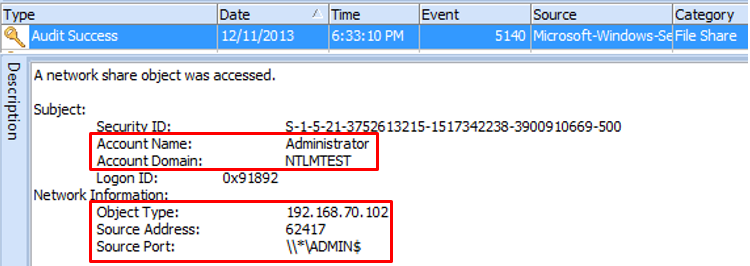 Type Date Time Event Source Category
Audit Success 12/11/2013 6:33:10 PM 5140 Microsoft-Windows-Se File Share
Description
A network share object was accessed.
Subject:
Security ID: S-1-5-21-3752613215-1517342238-3900910669-500
Account Name: Administrator
Account Domain: NTLMTEST
Logon ID: 0x91892
Network Information:
Object Type: 192.168.70.102
Source Address: 62417
Source Port: \\*\ADMIN$